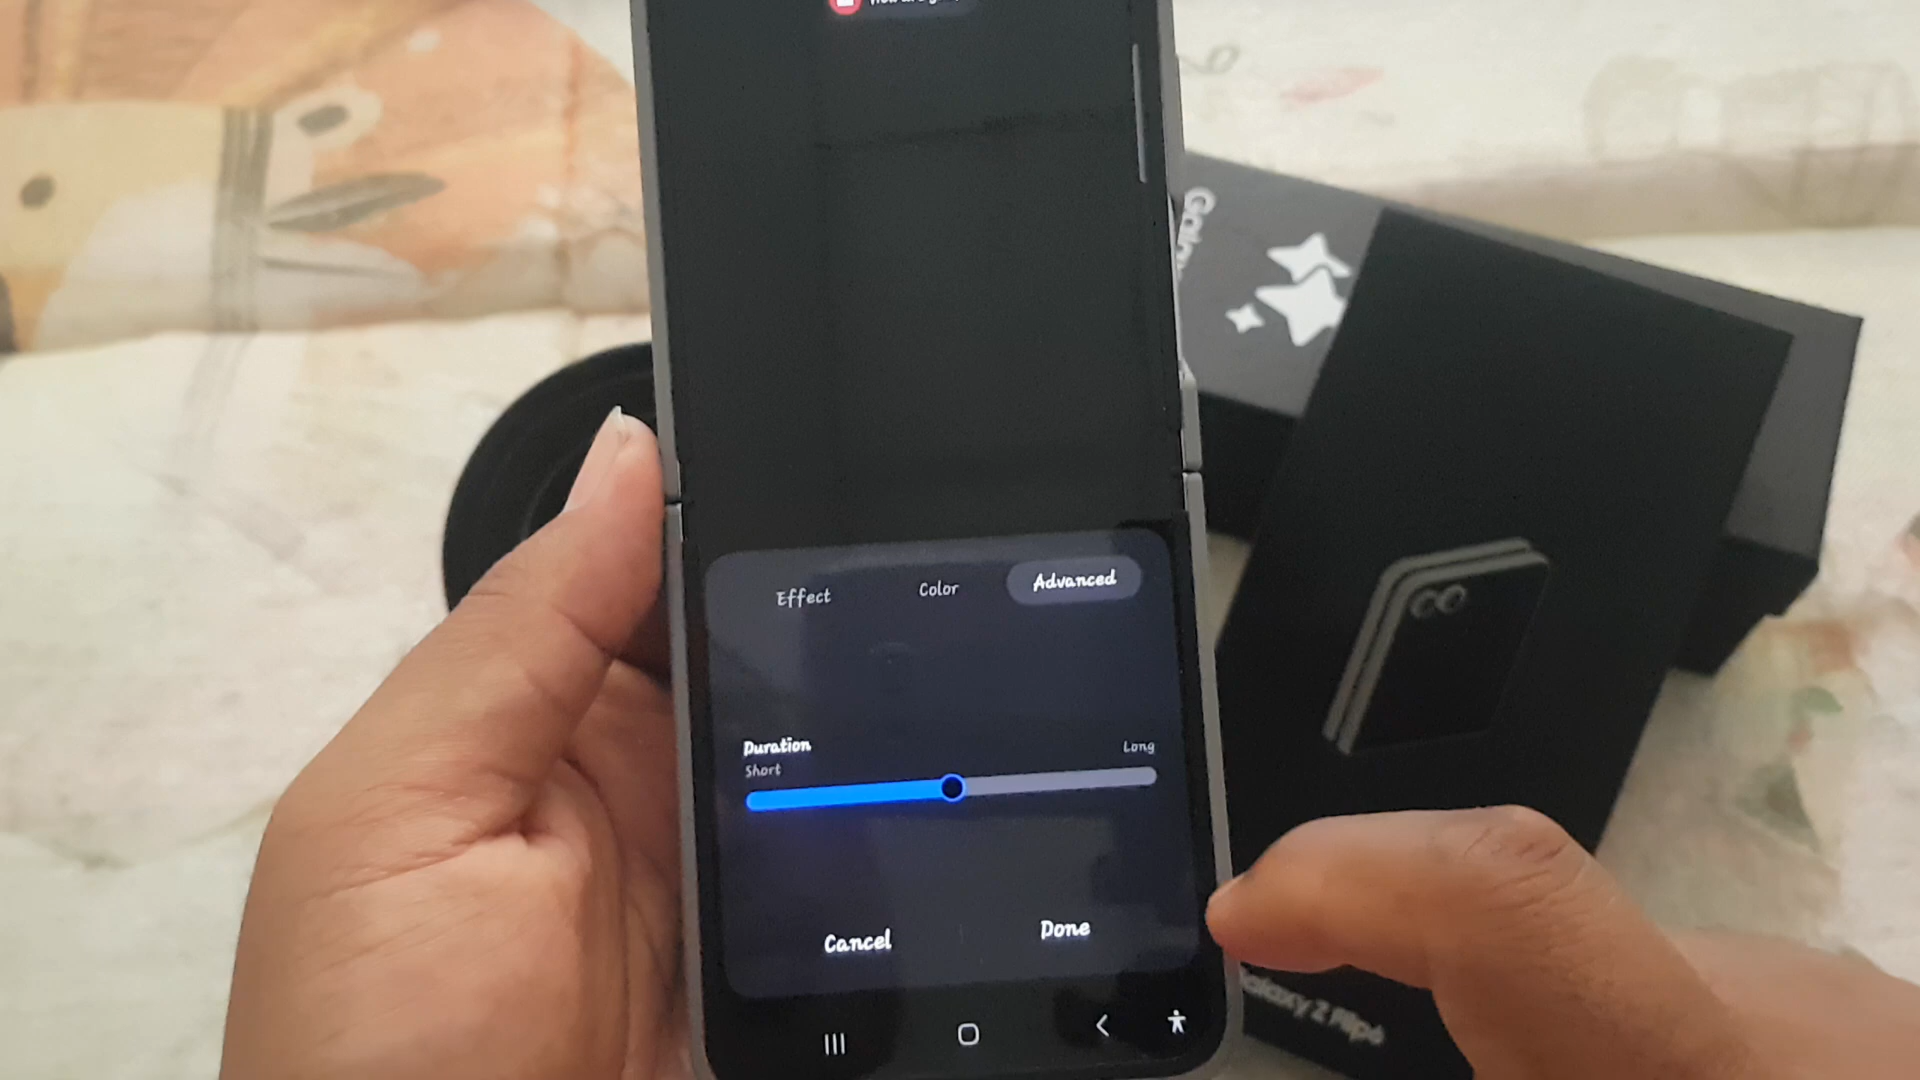 Effect
Color
Advanced
Duration
Short
Long
Cancel
Done
Galaxy Z Flip6